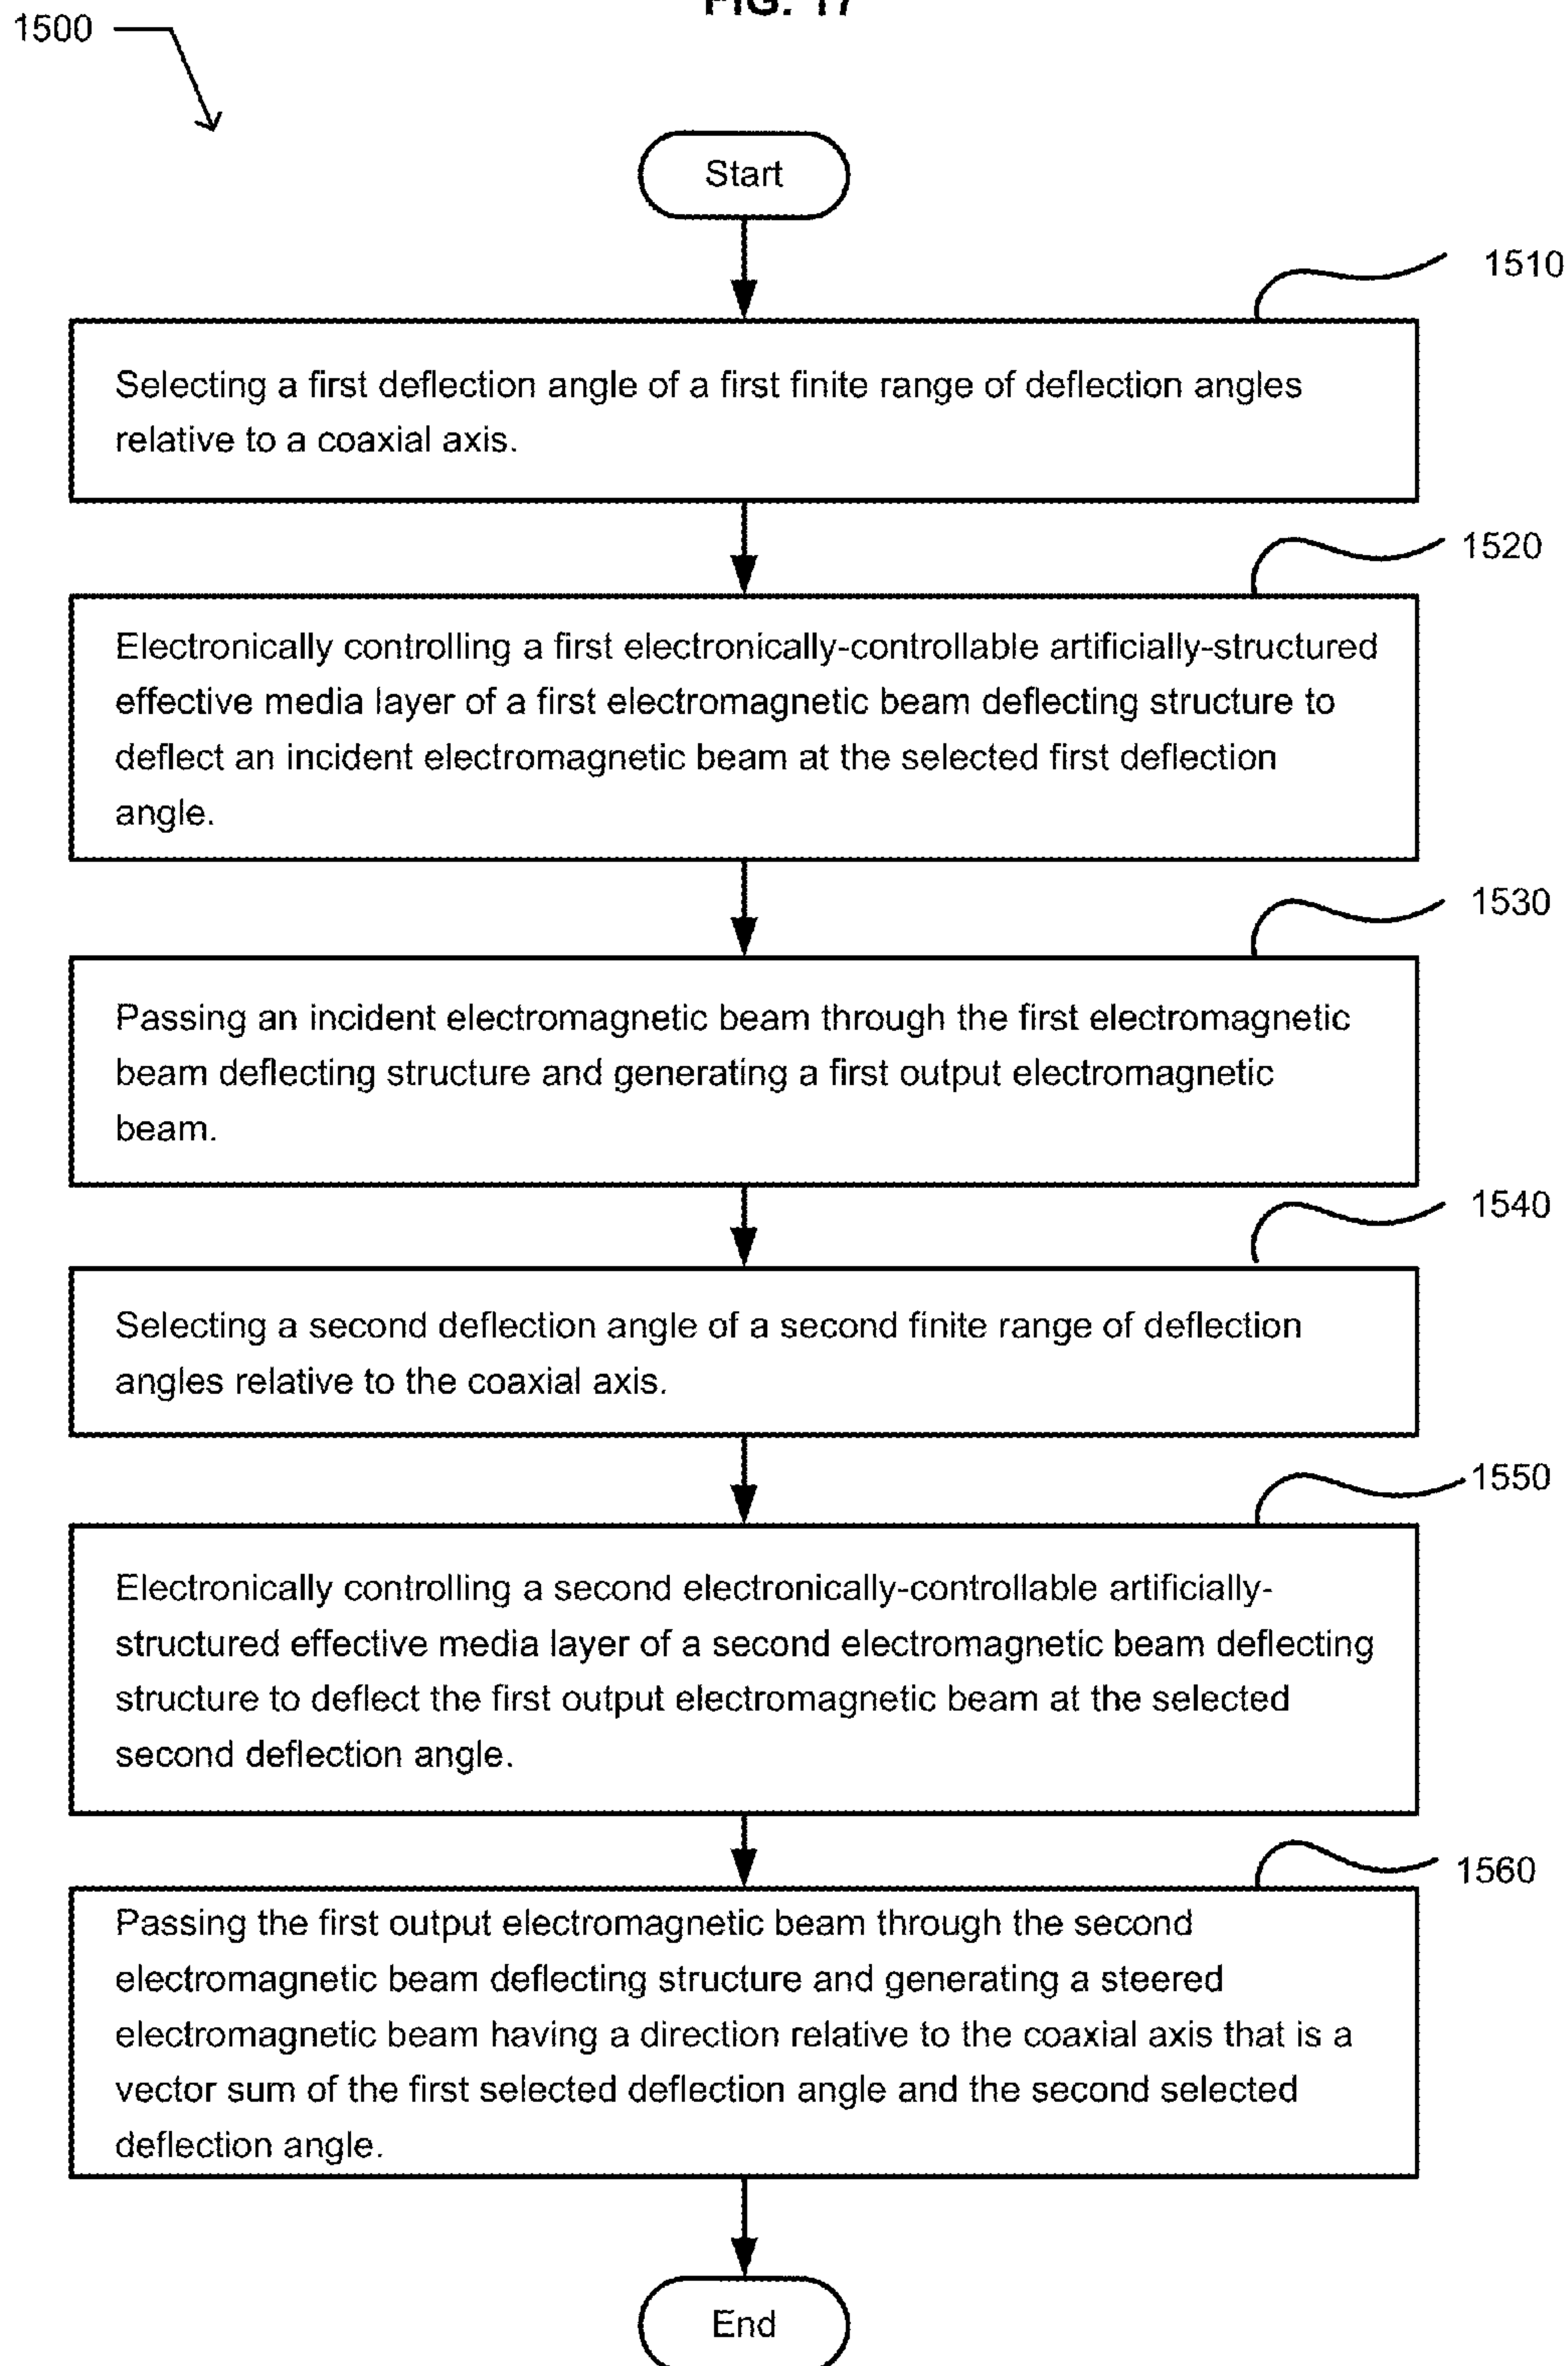 FIG. 17
1500
Start
1510
Selecting a first deflection angle of a first finite range of deflection angles
relative to a coaxial axis.
1520
Electronically controlling a first electronically-controllable artificially-structured
effective media layer of a first electromagnetic beam deflecting structure to
deflect an incident electromagnetic beam at the selected first deflection
angle.
1530
Passing an incident electromagnetic beam through the first electromagnetic
beam deflecting structure and generating a first output electromagnetic
beam.
1540
Selecting a second deflection angle of a second finite range of deflection
angles relative to the coaxial axis.
1550
Electronically controlling a second electronically-controllable artificially-
structured effective media layer of a second electromagnetic beam deflecting
structure to deflect the first output electromagnetic beam at the selected
second deflection angle.
1560
Passing the first output electromagnetic beam through the second
electromagnetic beam deflecting structure and generating a steered
electromagnetic beam having a direction relative to the coaxial axis that is a
vector sum of the first selected deflection angle and the second selected
deflection angle.
End